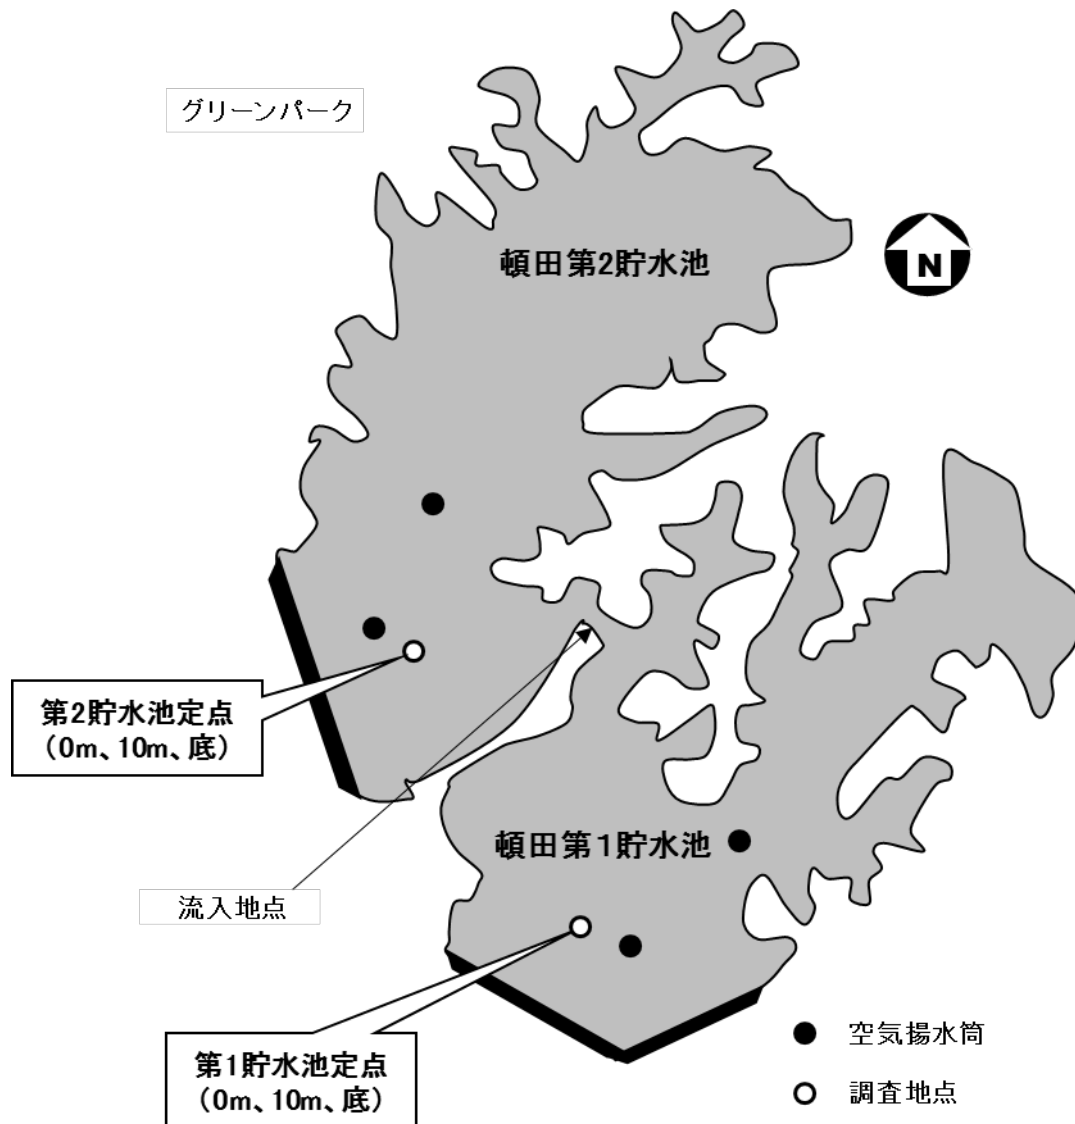 グリーンパーク
頓田第2貯水池
N
第2貯水池定点
（0m、10m、底）
頓田第１貯水池
流入地点
第1貯水池定点
（0m、10m、底）
空気揚水筒
調査地点